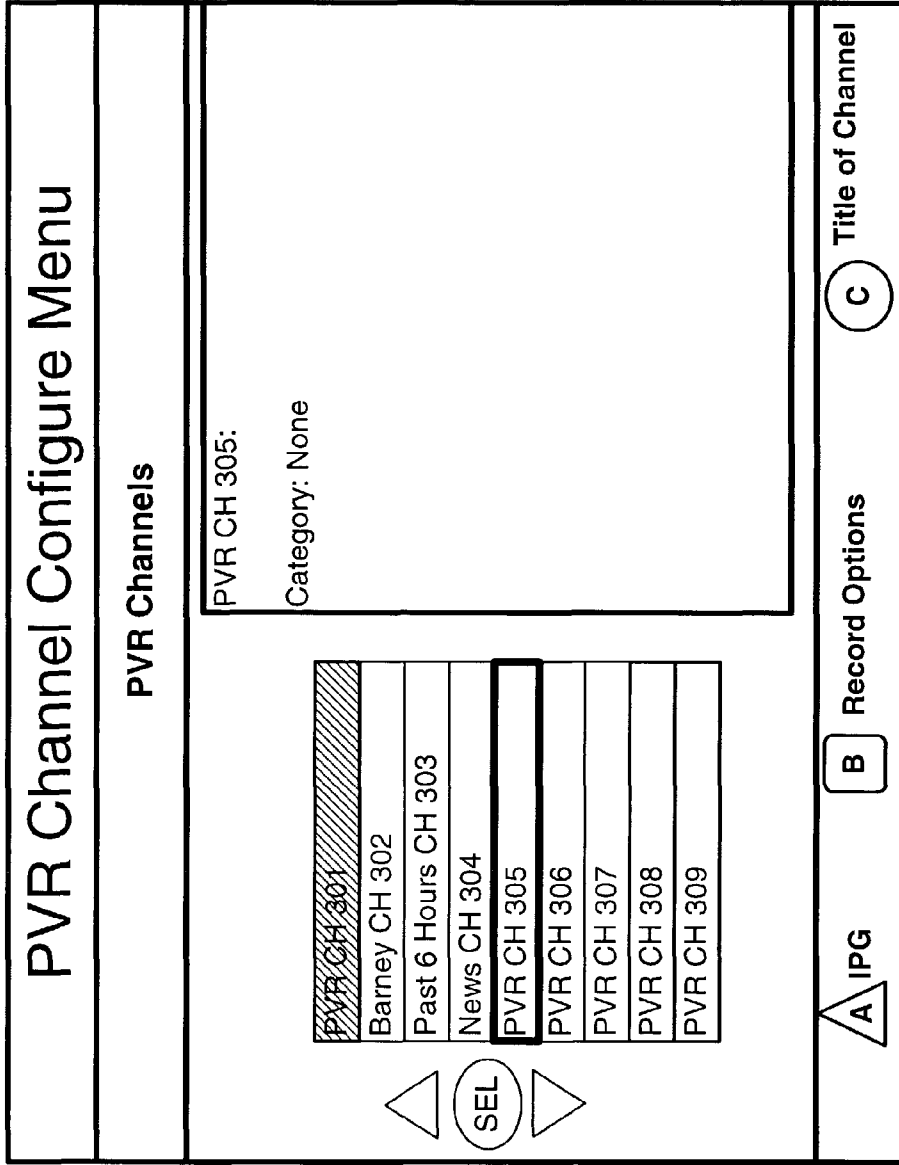 PVR Channel Configure Menu
PVR Channels
SEL
PVR CH 301
Barney CH 302
Past 6 Hours CH 303
News CH 304
PVR CH 305
PVR CH 306
PVR CH 307
PVR CH 308
PVR CH 309
PVR CH 305:
Category: None
A IPG
B Record Options
C Title of Channel